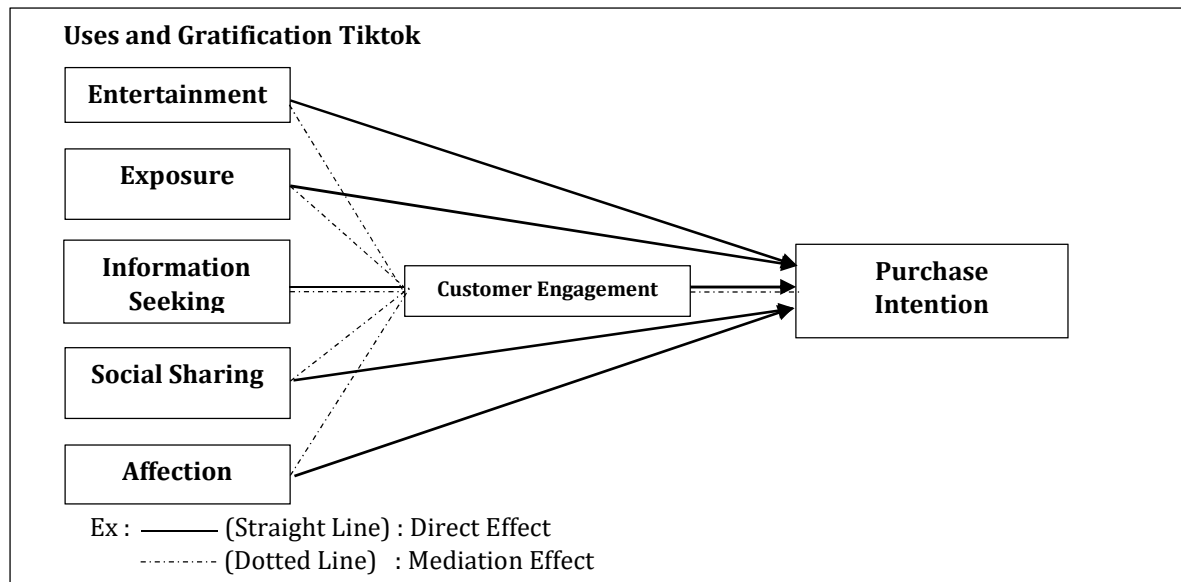 Uses and Gratification Tiktok
Entertainment
Exposure
Information
Seeking
Social Sharing
Affection
Customer Engagement
Purchase
Intention
Ex : (Straight Line) : Direct Effect
(Dotted Line) : Mediation Effect